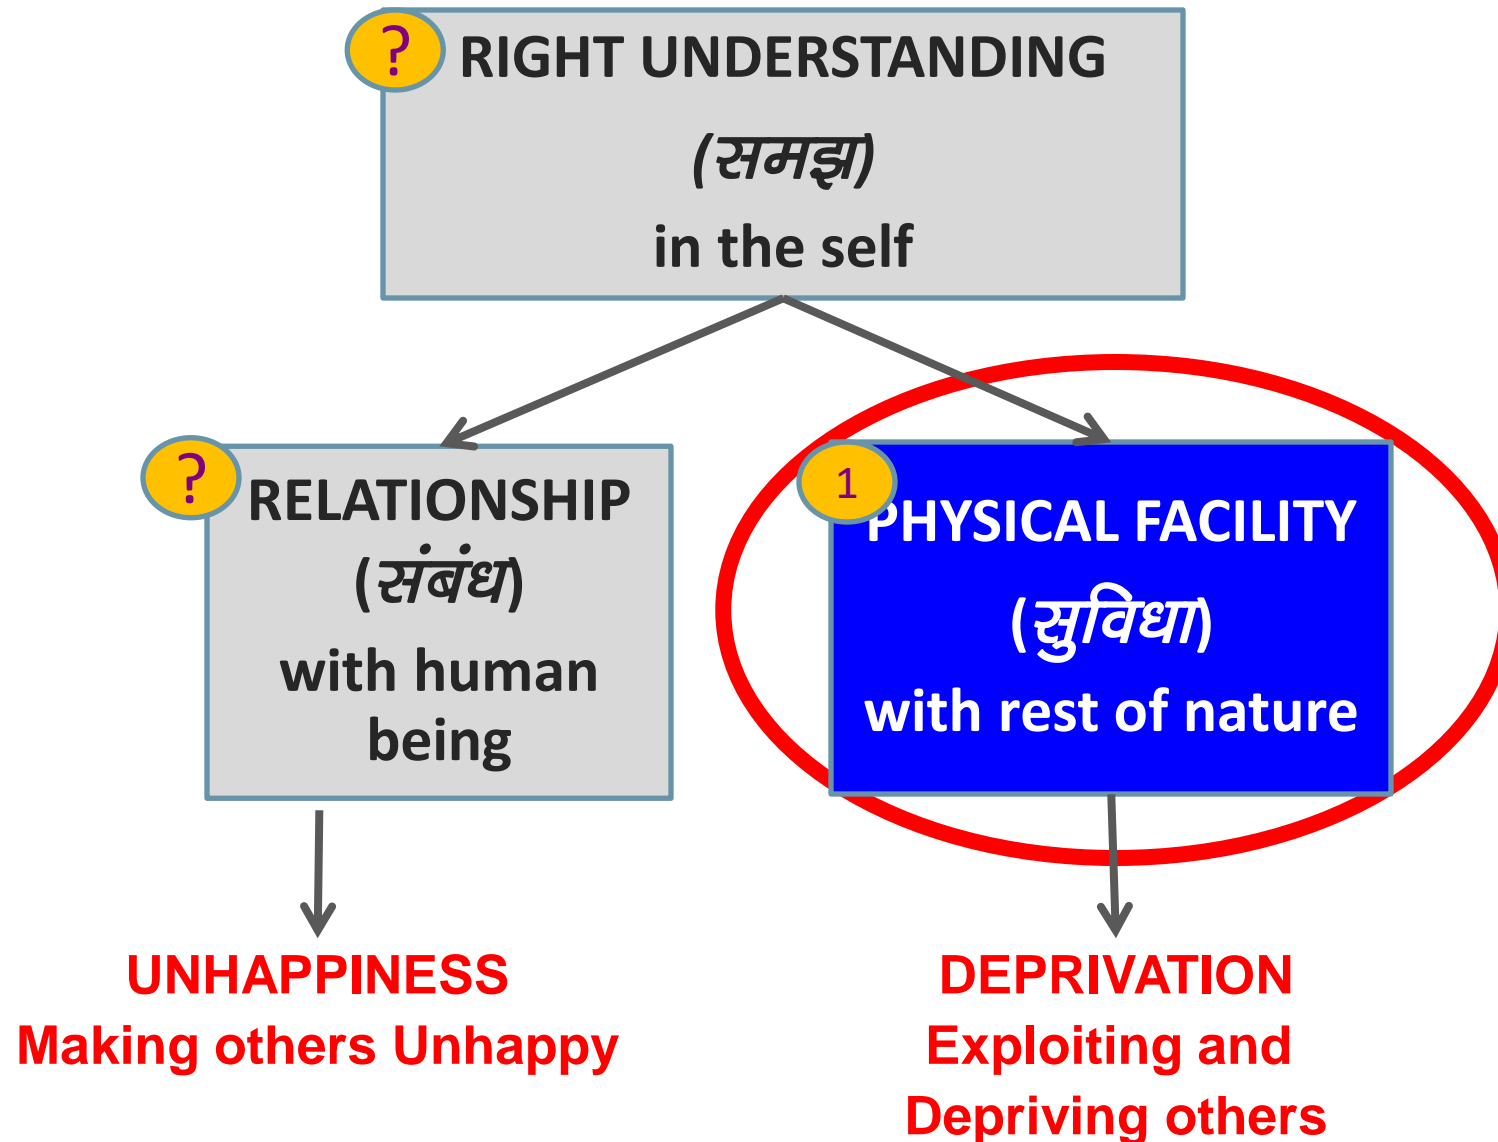 ?
RIGHT UNDERSTANDING
(समझ)
in the self
?
RELATIONSHIP
(संबंध)
with human
being
1
PHYSICAL FACILITY
(सुविधा)
with rest of nature
UNHAPPINESS
Making others Unhappy
DEPRIVATION
Exploiting and
Depriving others